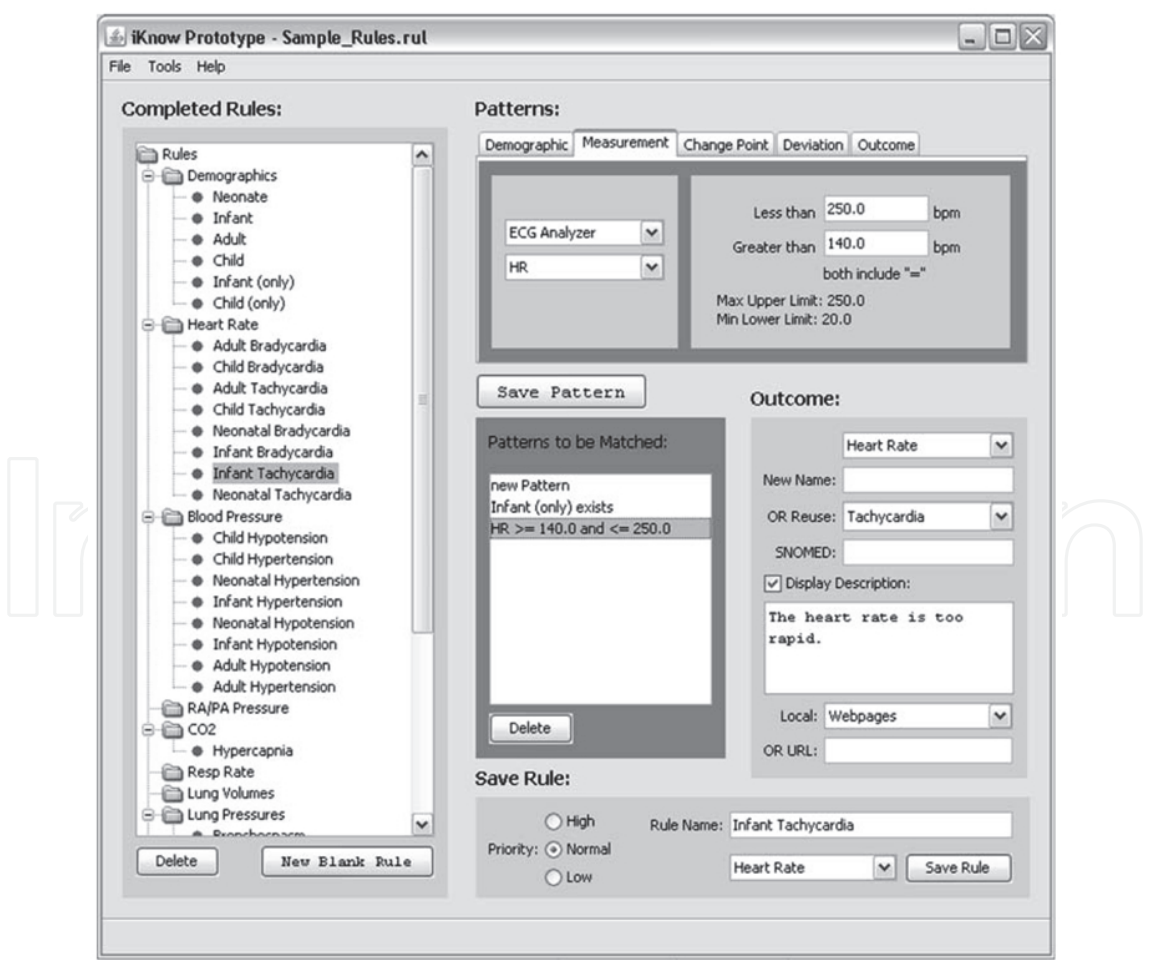 iKnow Prototype - Sample_Rules.rul
File Tools Help
Completed Rules:
Rules
Demographics
Neonate
Infant
Adult
Child
Infant (only)
Child (only)
Heart Rate
Adult Bradycardia
Child Bradycardia
Adult Tachycardia
Child Tachycardia
Neonatal Bradycardia
Infant Bradycardia
Infant Tachycardia
Neonatal Tachycardia
Blood Pressure
Child Hypotension
Child Hypertension
Neonatal Hypertension
Infant Hypertension
Neonatal Hypotension
Infant Hypotension
Adult Hypotension
Adult Hypertension
RA/PA Pressure
CO2
Hypercapnia
Resp Rate
Lung Volumes
Lung Pressures
Delete New Blank Rule
Patterns:
Demographic Measurement Change Point Deviation Outcome
ECG Analyzer
HR
Less than 250.0 bpm
Greater than 140.0 bpm
both include "="
Max Upper Limit: 250.0
Min Lower Limit: 20.0
Save Pattern
Patterns to be Matched:
new Pattern
Infant (only) exists
HR >= 140.0 and <= 250.0
Delete
Outcome:
Heart Rate
New Name:
OR Reuse: Tachycardia
SNOMED:
Display Description:
The heart rate is too
rapid.
Local: Webpages
OR URL:
Save Rule:
Priority:
High
Normal
Low
Rule Name: Infant Tachycardia
Heart Rate Save Rule